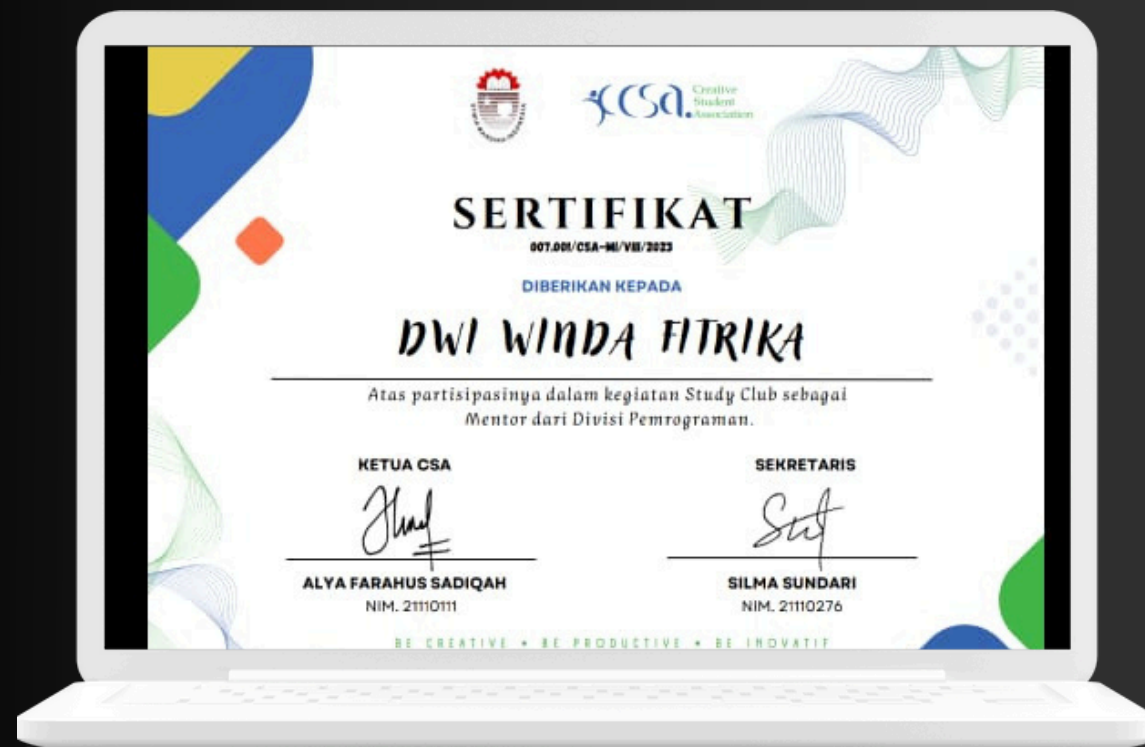 CCSA.
Creative
Student
Association
SERTIFIKAT
007.001/CSA-MI/VIII/2023
DIBERIKAN KEPADA
DWI WINDA FITRIKA
Atas partisipasinya dalam kegiatan Study Club sebagai
Mentor dari Divisi Pemrograman.
KETUA CSA
SEKRETARIS
ALYA FARAHUS SADIQAH
SILMA SUNDARI
NIM. 21110111
NIM. 21110276
BE CREATIVE • BE PRODUCTIVE • BE INOVATIF